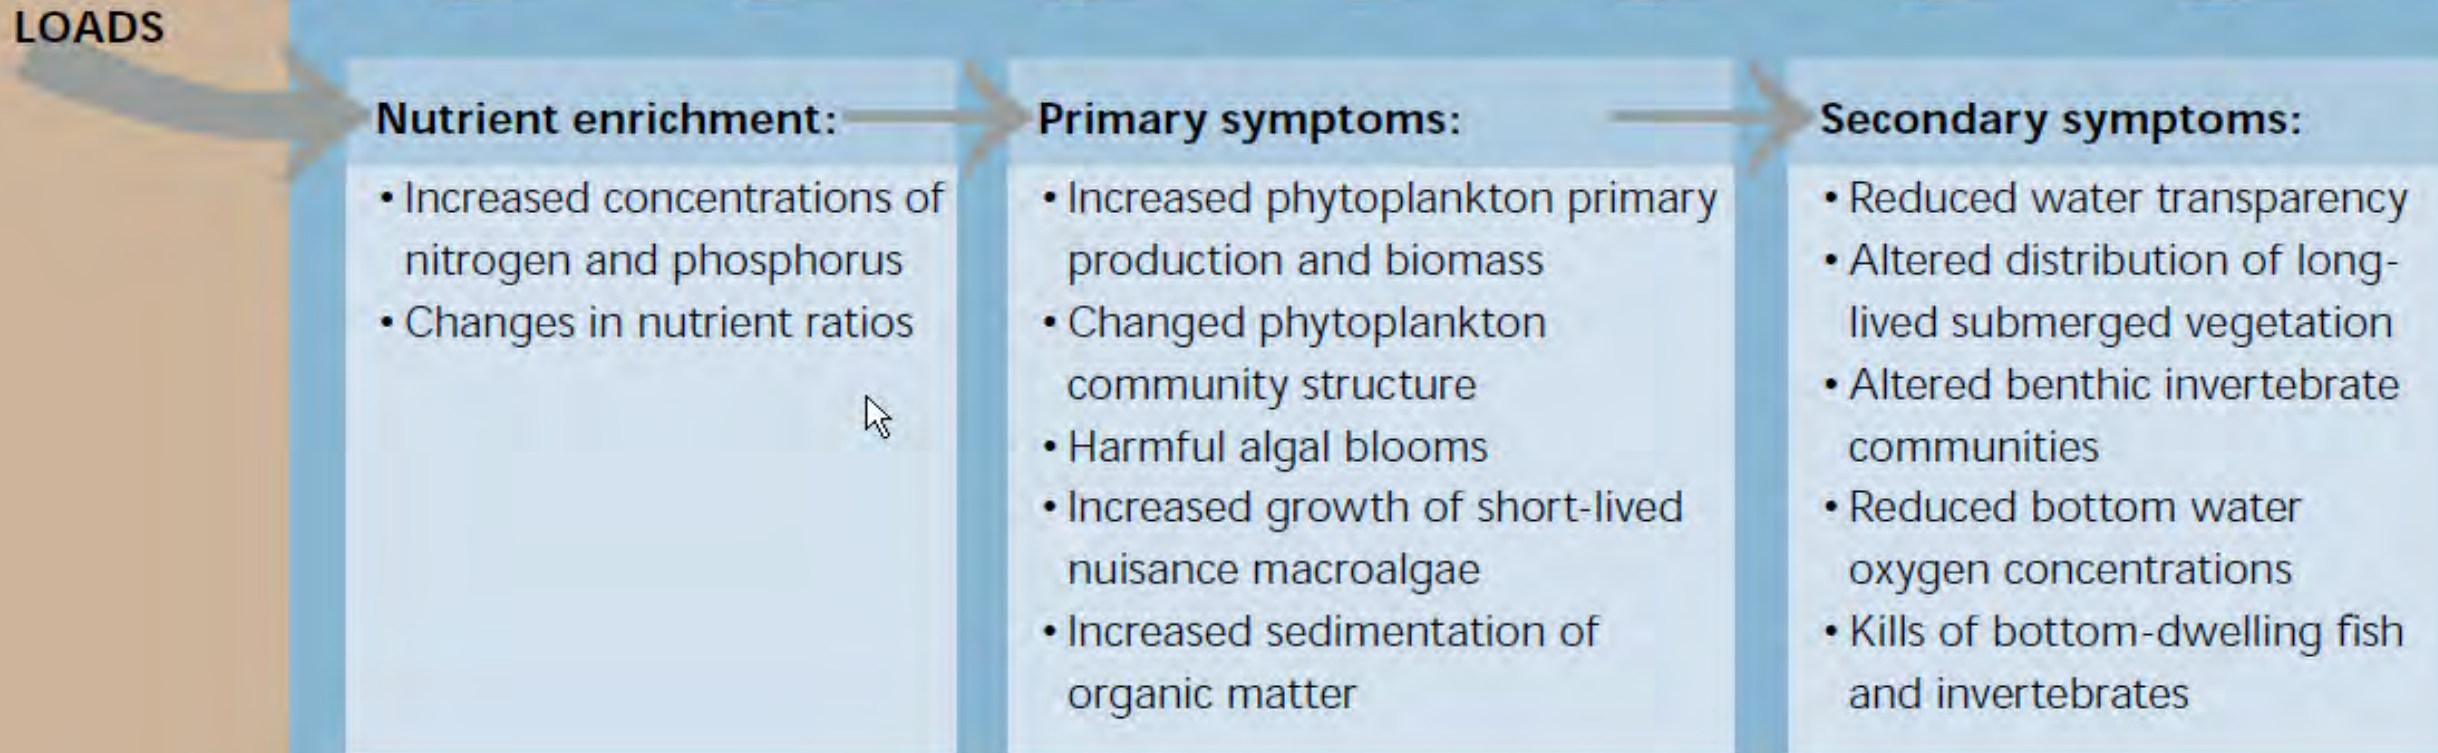 LOADS
Nutrient enrichment:
• Increased concentrations of
nitrogen and phosphorus
• Changes in nutrient ratios
Primary symptoms:
• Increased phytoplankton primary
production and biomass
• Changed phytoplankton
community structure
• Harmful algal blooms
• Increased growth of short-lived
nuisance macroalgae
• Increased sedimentation of
organic matter
Secondary symptoms:
• Reduced water transparency
• Altered distribution of long-
lived submerged vegetation
• Altered benthic invertebrate
communities
• Reduced bottom water
oxygen concentrations
• Kills of bottom-dwelling fish
and invertebrates